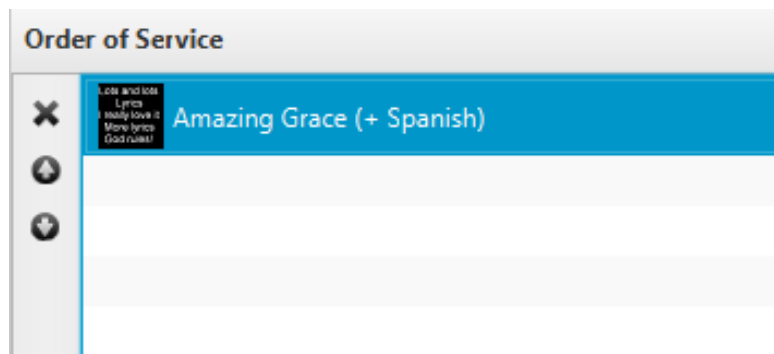 Order of Service
Lots and lots
Lyrics
I really love it
More lyrics
God rules!
Amazing Grace (+ Spanish)